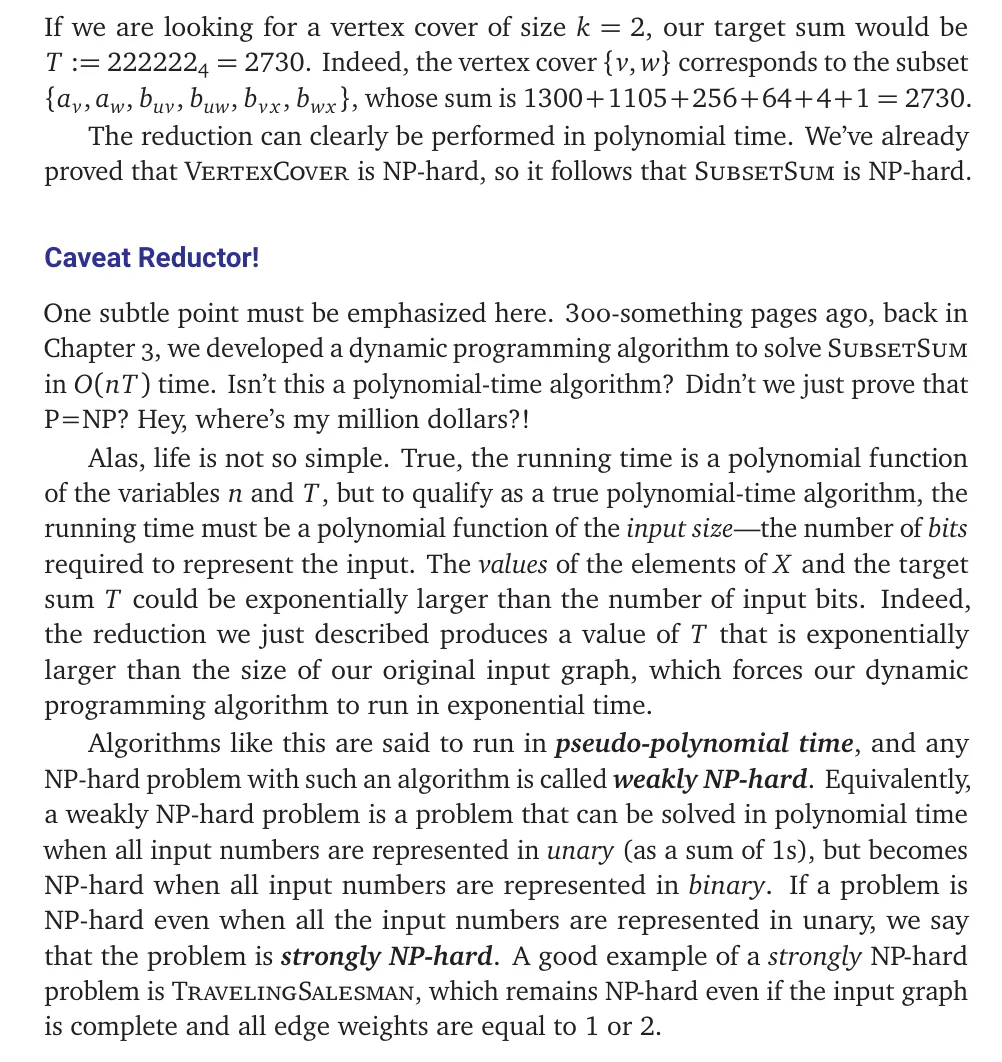 If we are looking for a vertex cover of size k = 2, our target sum would be
T := 222222₄ = 2730. Indeed, the vertex cover {v, w} corresponds to the subset
{aᵥ, a_w, b_uv, b_uw, b_vx, b_wx}, whose sum is 1300+1105+256+64+4+1 = 2730.
The reduction can clearly be performed in polynomial time. We’ve already
proved that VERTEXCOVER is NP-hard, so it follows that SUBSETSUM is NP-hard.
Caveat Reductor!
One subtle point must be emphasized here. 300-something pages ago, back in
Chapter 3, we developed a dynamic programming algorithm to solve SUBSETSUM
in O(nT) time. Isn’t this a polynomial-time algorithm? Didn’t we just prove that
P=NP? Hey, where’s my million dollars?!
Alas, life is not so simple. True, the running time is a polynomial function
of the variables n and T, but to qualify as a true polynomial-time algorithm, the
running time must be a polynomial function of the input size—the number of bits
required to represent the input. The values of the elements of X and the target
sum T could be exponentially larger than the number of input bits. Indeed,
the reduction we just described produces a value of T that is exponentially
larger than the size of our original input graph, which forces our dynamic
programming algorithm to run in exponential time.
Algorithms like this are said to run in pseudo-polynomial time, and any
NP-hard problem with such an algorithm is called weakly NP-hard. Equivalently,
a weakly NP-hard problem is a problem that can be solved in polynomial time
when all input numbers are represented in unary (as a sum of 1s), but becomes
NP-hard when all input numbers are represented in binary. If a problem is
NP-hard even when all the input numbers are represented in unary, we say
that the problem is strongly NP-hard. A good example of a strongly NP-hard
problem is TRAVELINGSALESMAN, which remains NP-hard even if the input graph
is complete and all edge weights are equal to 1 or 2.